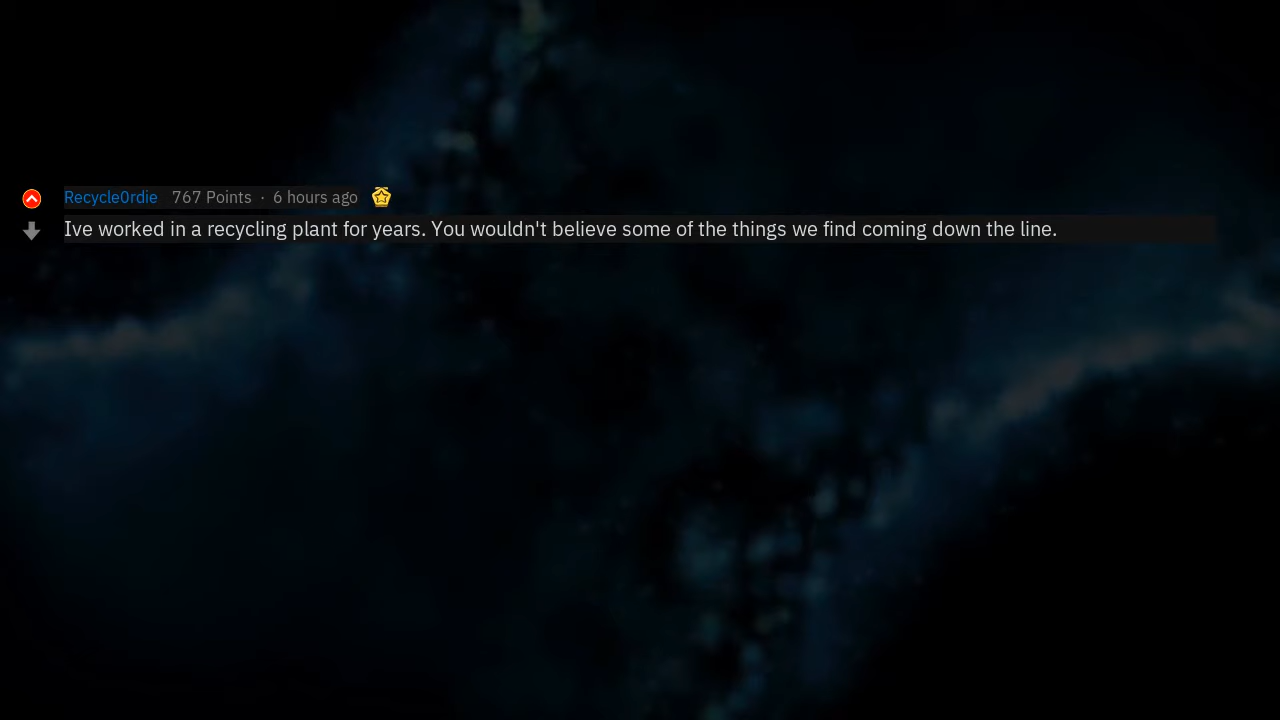 Recycle0rdie 767 Points · 6 hours ago
Ive worked in a recycling plant for years. You wouldn't believe some of the things we find coming down the line.